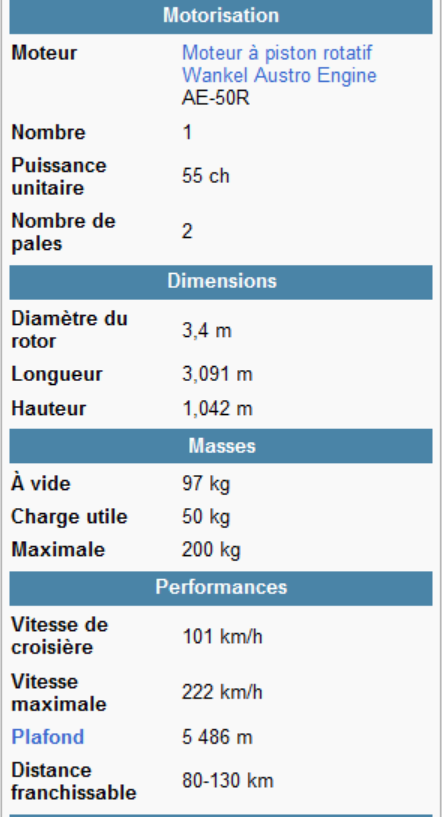 Motorisation
Moteur
Moteur à piston rotatif
Wankel Austro Engine
AE-50R
Nombre
1
Puissance
unitaire
55 ch
Nombre de
pales
2
Dimensions
Diamètre du
rotor
3,4 m
Longueur
3,091 m
Hauteur
1,042 m
Masses
À vide
97 kg
Charge utile
50 kg
Maximale
200 kg
Performances
Vitesse de
croisière
101 km/h
Vitesse
maximale
222 km/h
Plafond
5 486 m
Distance
franchissable
80-130 km